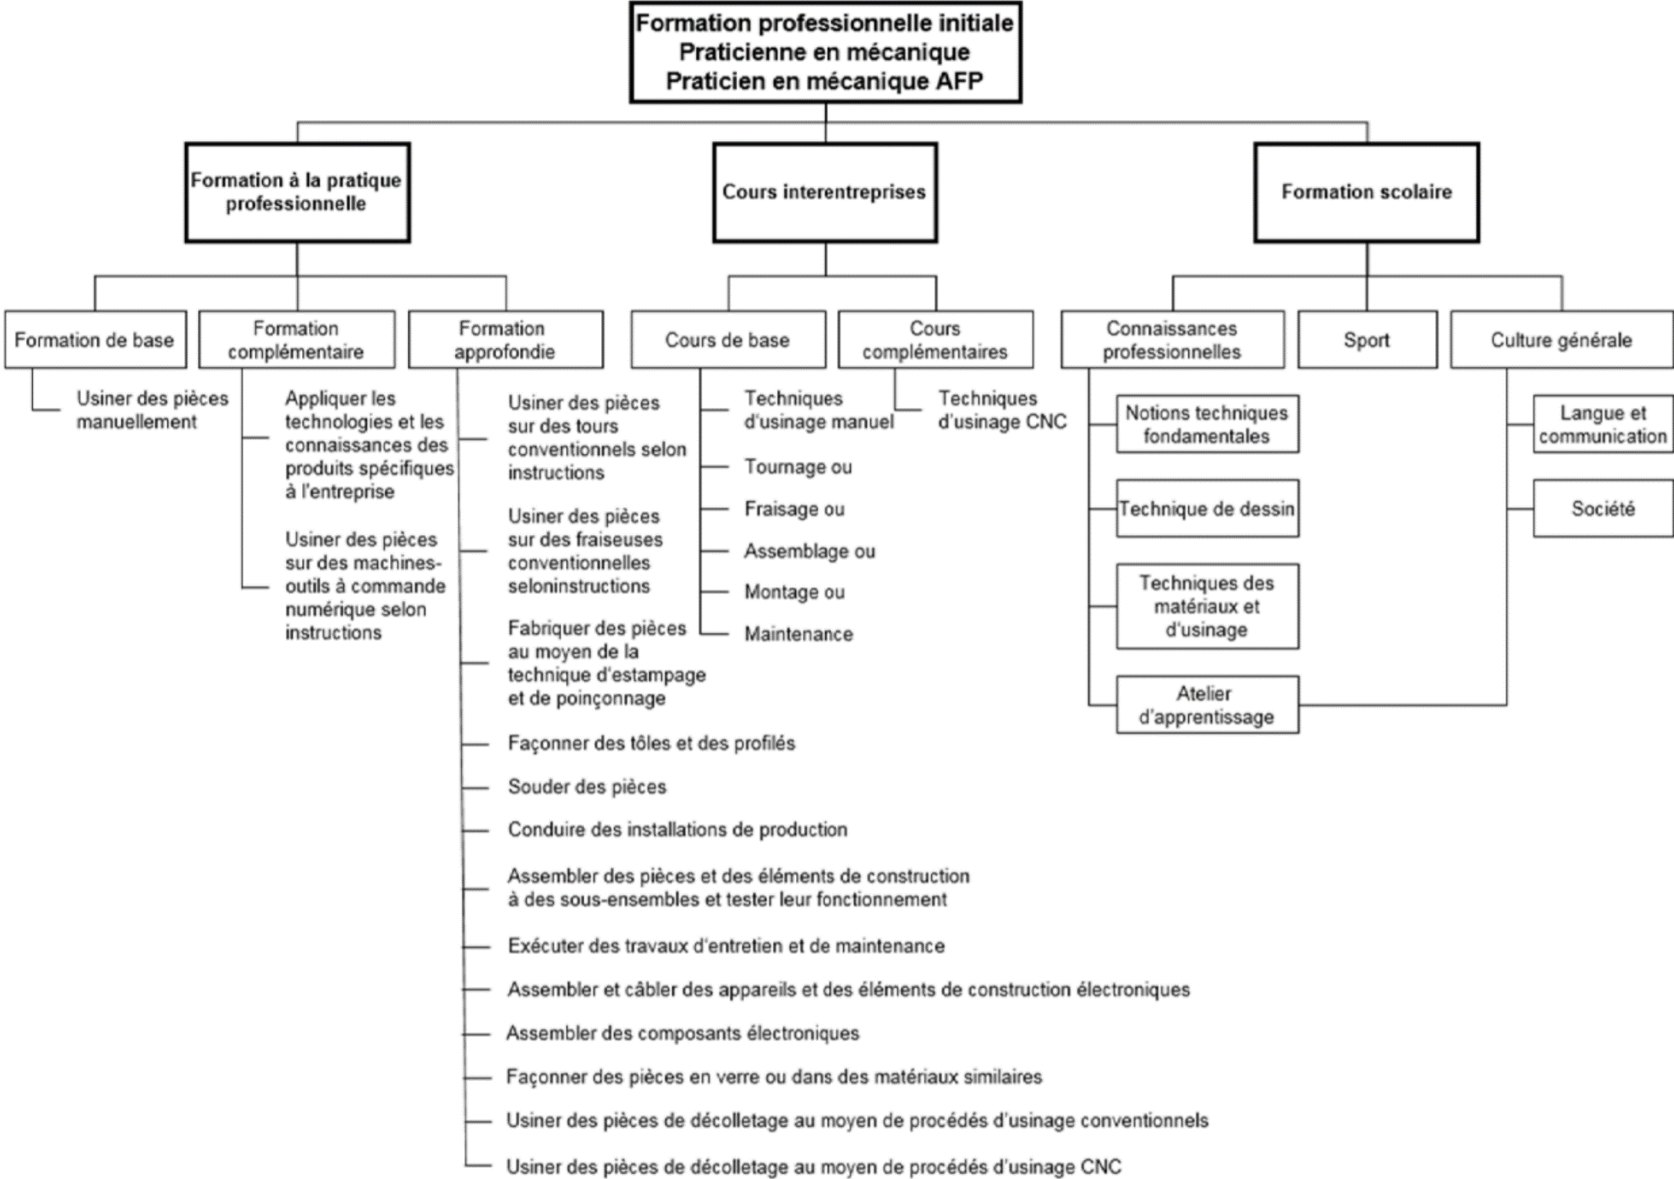 Formation professionnelle initiale
Praticienne en mécanique
Praticien en mécanique AFP
Formation à la pratique
professionnelle
Cours interentreprises
Formation scolaire
Formation de base
Formation
complémentaire
Formation
approfondie
Cours de base
Cours
complémentaires
Connaissances
professionnelles
Sport
Culture générale
Usiner des pièces
manuellement
Appliquer les
technologies et les
connaissances des
produits spécifiques
à l'entreprise
Usiner des pièces
sur des machines-
outils à commande
numérique selon
instructions
Usiner des pièces
sur des tours
conventionnels selon
instructions
Usiner des pièces
sur des fraiseuses
conventionnelles
seloninstructions
Fabriquer des pièces
au moyen de la
technique d'estampage
et de poinçonnage
Façonner des tôles et des profilés
Souder des pièces
Conduire des installations de production
Assembler des pièces et des éléments de construction
à des sous-ensembles et tester leur fonctionnement
Exécuter des travaux d'entretien et de maintenance
Assembler et câbler des appareils et des éléments de construction électroniques
Assembler des composants électroniques
Façonner des pièces en verre ou dans des matériaux similaires
Usiner des pièces de décolletage au moyen de procédés d'usinage conventionnels
Usiner des pièces de décolletage au moyen de procédés d'usinage CNC
Techniques
d'usinage manuel
Tournage ou
Fraisage ou
Assemblage ou
Montage ou
Maintenance
Techniques
d'usinage CNC
Notions techniques
fondamentales
Technique de dessin
Techniques des
matériaux et
d'usinage
Atelier
d'apprentissage
Langue et
communication
Société